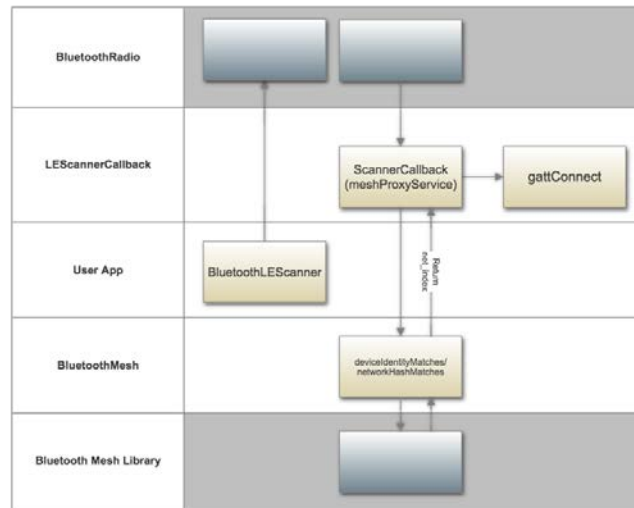 BluetoothRadio
LEScannerCallback
ScannerCallback
(meshProxyService)
gattConnect
User App
BluetoothLEScanner
Return
net_index
BluetoothMesh
deviceIdentityMatches/
networkHashMatches
Bluetooth Mesh Library